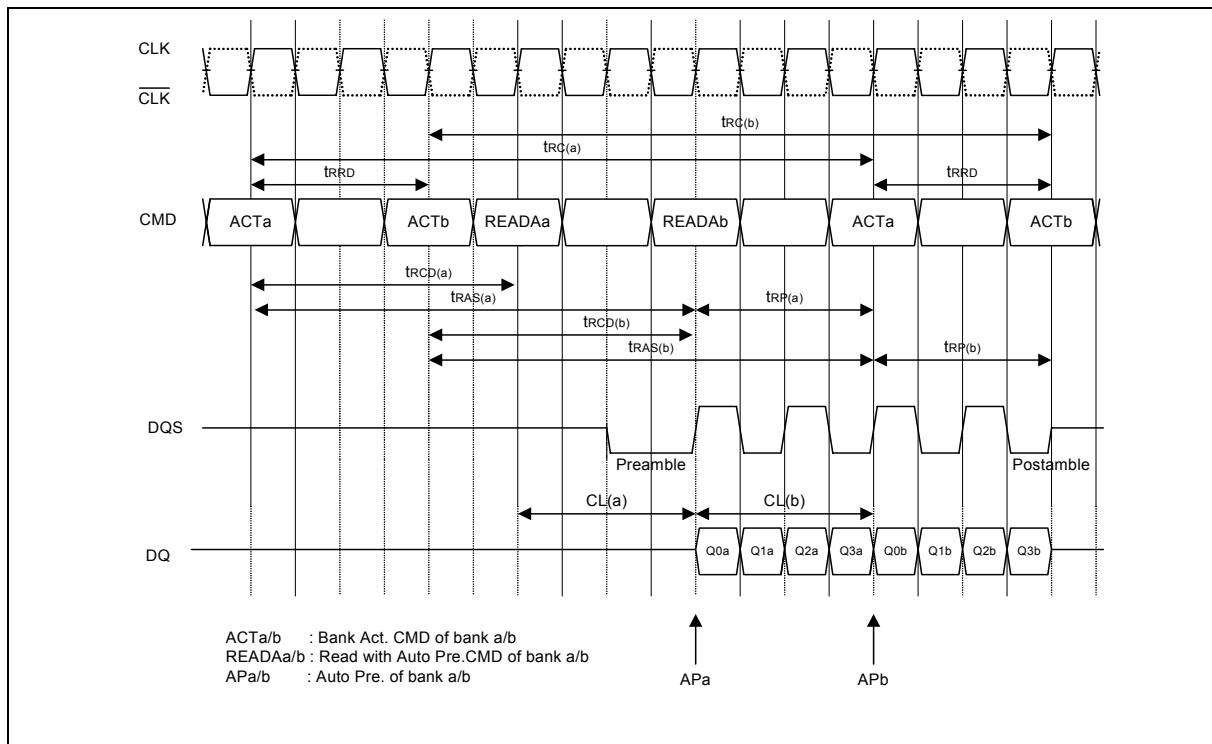 CLK
CLK
tRC(b)
tRC(a)
tRRD tRRD
CMD ACTa ACTb READAa READAb ACTa ACTb
tRCD(a)
tRAS(a) tRP(a)
tRCD(b)
tRAS(b) tRP(b)
DQS
Preamble Postamble
CL(a) CL(b)
DQ Q0a Q1a Q2a Q3a Q0b Q1b Q2b Q3b
ACTa/b : Bank Act. CMD of bank a/b
READAa/b : Read with Auto Pre.CMD of bank a/b
APa/b : Auto Pre. of bank a/b
APa APb